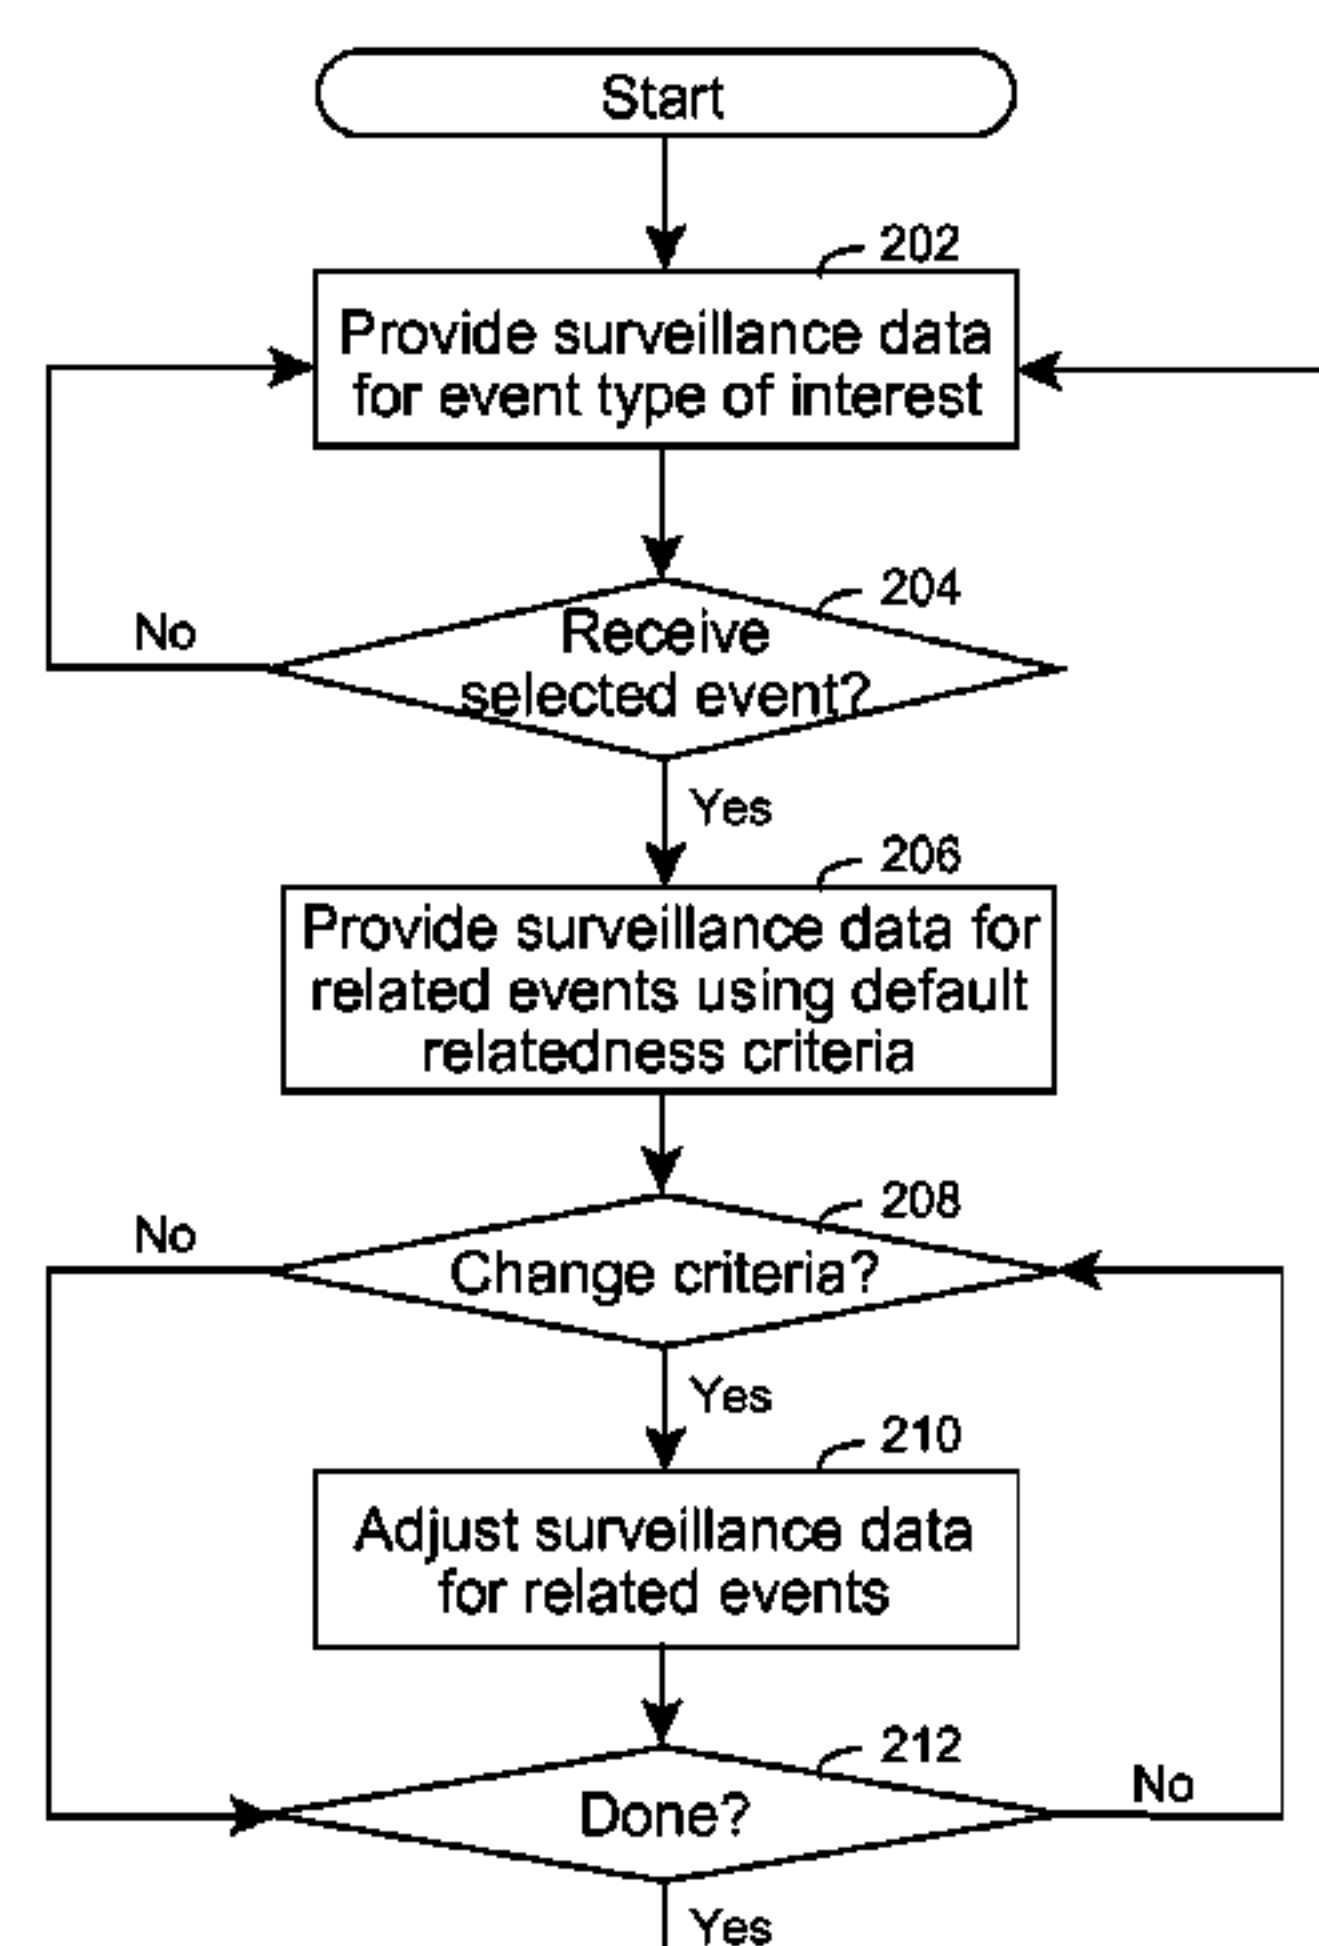 Start
202
Provide surveillance data
for event type of interest
204
No
Receive
selected event?
Yes
206
Provide surveillance data for
related events using default
relatedness criteria
208
No
Change criteria?
Yes
210
Adjust surveillance data
for related events
212
No
Done?
Yes